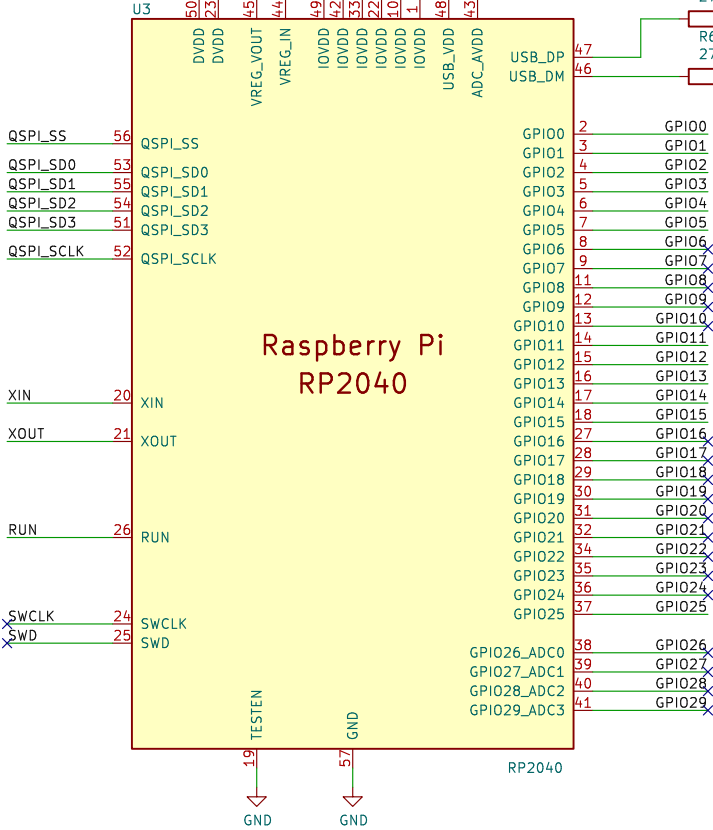 U3
50 23 45 44 49 42 33 22 10 1 48 43
DVDD DVDD VREG_VOUT VREG_IN IOVDD IOVDD IOVDD IOVDD IOVDD IOVDD USB_VDD ADC_AVDD
USB_DP 47
R6
USB_DM 46
27
QSPI_SS 56 QSPI_SS
QSPI_SD0 53 QSPI_SD0
QSPI_SD1 55 QSPI_SD1
QSPI_SD2 54 QSPI_SD2
QSPI_SD3 51 QSPI_SD3
QSPI_SCLK 52 QSPI_SCLK
XIN 20 XIN
XOUT 21 XOUT
RUN 26 RUN
SWCLK 24 SWCLK
SWD 25 SWD
Raspberry Pi
RP2040
GPIO0 2 GPIO0
GPIO1 3 GPIO1
GPIO2 4 GPIO2
GPIO3 5 GPIO3
GPIO4 6 GPIO4
GPIO5 7 GPIO5
GPIO6 8 GPIO6
GPIO7 9 GPIO7
GPIO8 11 GPIO8
GPIO9 12 GPIO9
GPIO10 13 GPIO10
GPIO11 14 GPIO11
GPIO12 15 GPIO12
GPIO13 16 GPIO13
GPIO14 17 GPIO14
GPIO15 18 GPIO15
GPIO16 27 GPIO16
GPIO17 28 GPIO17
GPIO18 29 GPIO18
GPIO19 30 GPIO19
GPIO20 31 GPIO20
GPIO21 32 GPIO21
GPIO22 34 GPIO22
GPIO23 35 GPIO23
GPIO24 36 GPIO24
GPIO25 37 GPIO25
GPIO26_ADC0 38 GPIO26
GPIO27_ADC1 39 GPIO27
GPIO28_ADC2 40 GPIO28
GPIO29_ADC3 41 GPIO29
TESTEN GND
19 57
RP2040
GND GND